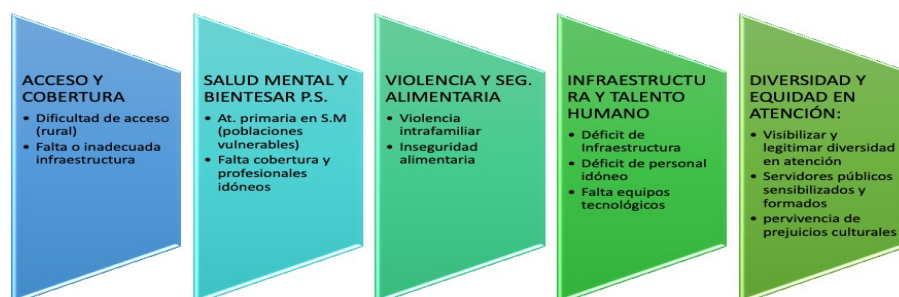 ACCESO Y
COBERTURA
• Dificultad de acceso
(rural)
• Falta o inadecuada
infraestructura
SALUD MENTAL Y
BIENTESAR P.S.
• At. primaria en S.M
(poblaciones
vulnerables)
• Falta cobertura y
profesionales
idóneos
VIOLENCIA Y SEG.
ALIMENTARIA
• Violencia
intrafamiliar
• Inseguridad
alimentaria
INFRAESTRUCTU
RA Y TALENTO
HUMANO
• Déficit de
Infraestructura
• Déficit de personal
idóneo
• Falta equipos
tecnológicos
DIVERSIDAD Y
EQUIDAD EN
ATENCIÓN:
• Visibilizar y
legitimar diversidad
en atención
• Servidores públicos
sensibilizados y
formados
• pervivencia de
prejuicios culturales